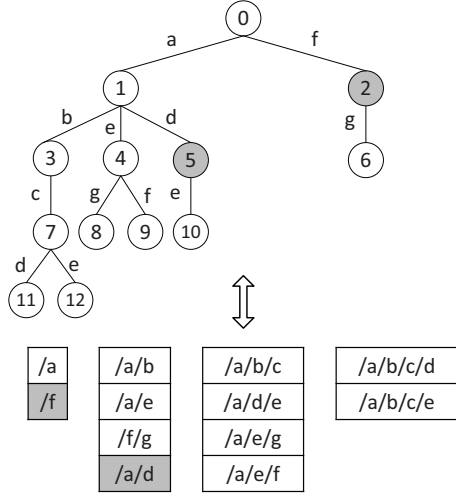 0
a f
1 2
b e d g
3 4 5 6
c g f e
7 8 9 10
d e
11 12
/a /a/b /a/b/c /a/b/c/d
/f /a/e /a/d/e /a/b/c/e
/f/g /a/e/g
/a/d /a/e/f